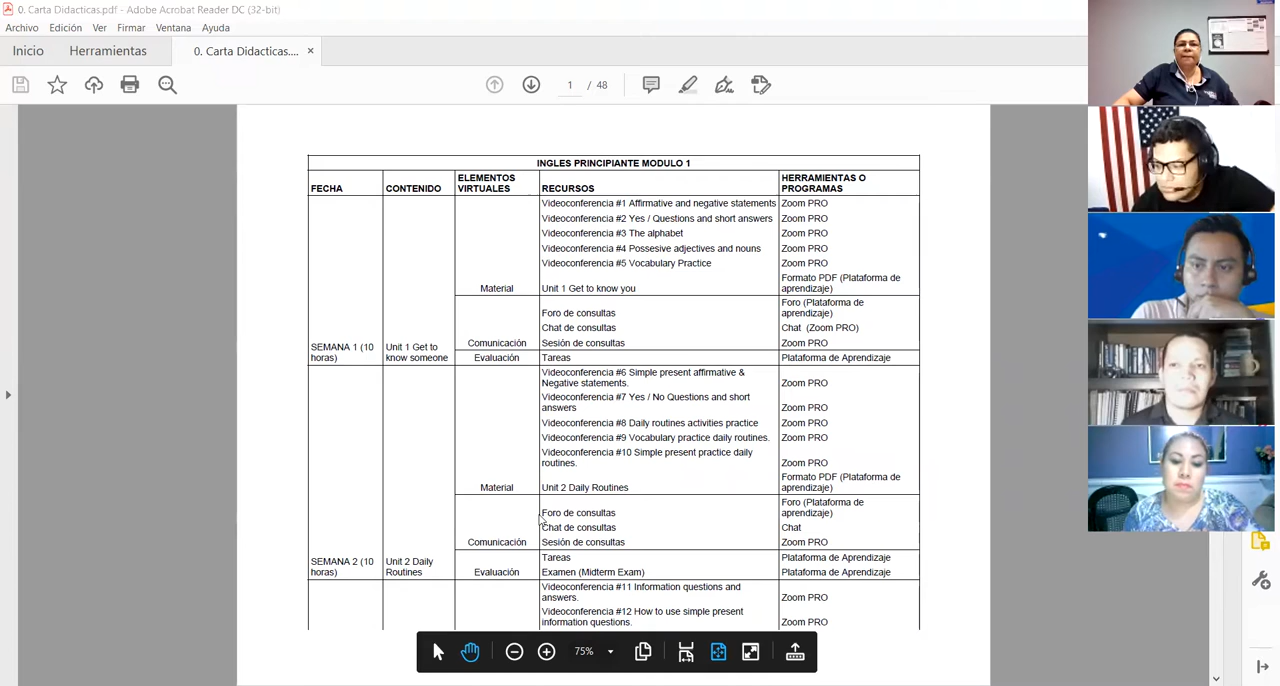 0. Carta Didacticas.pdf - Adobe Acrobat Reader DC (32-bit)
Archivo Edición Ver Firmar Ventana Ayuda
Inicio Herramientas 0. Carta Didacticas.... ×
1 / 48
INGLES PRINCIPIANTE MODULO 1
FECHA CONTENIDO ELEMENTOS VIRTUALES RECURSOS HERRAMIENTAS O PROGRAMAS
Videoconferencia #1 Affirmative and negative statements Zoom PRO
Videoconferencia #2 Yes / Questions and short answers Zoom PRO
Videoconferencia #3 The alphabet Zoom PRO
Videoconferencia #4 Possesive adjectives and nouns Zoom PRO
Videoconferencia #5 Vocabulary Practice Zoom PRO
Material Unit 1 Get to know you Formato PDF (Plataforma de aprendizaje)
Foro de consultas Foro (Plataforma de aprendizaje)
Chat de consultas Chat (Zoom PRO)
Comunicación Sesión de consultas Zoom PRO
SEMANA 1 (10 horas) Unit 1 Get to know someone Evaluación Tareas Plataforma de Aprendizaje
Videoconferencia #6 Simple present affirmative & Negative statements. Zoom PRO
Videoconferencia #7 Yes / No Questions and short answers Zoom PRO
Videoconferencia #8 Daily routines activities practice Zoom PRO
Videoconferencia #9 Vocabulary practice daily routines. Zoom PRO
Videoconferencia #10 Simple present practice daily routines. Zoom PRO
Material Unit 2 Daily Routines Formato PDF (Plataforma de aprendizaje)
Foro de consultas Foro (Plataforma de aprendizaje)
Chat de consultas Chat
Comunicación Sesión de consultas Zoom PRO
Tareas Plataforma de Aprendizaje
SEMANA 2 (10 horas) Unit 2 Daily Routines Evaluación Examen (Midterm Exam) Plataforma de Aprendizaje
Videoconferencia #11 Information questions and answers. Zoom PRO
Videoconferencia #12 How to use simple present information questions. Zoom PRO
75%